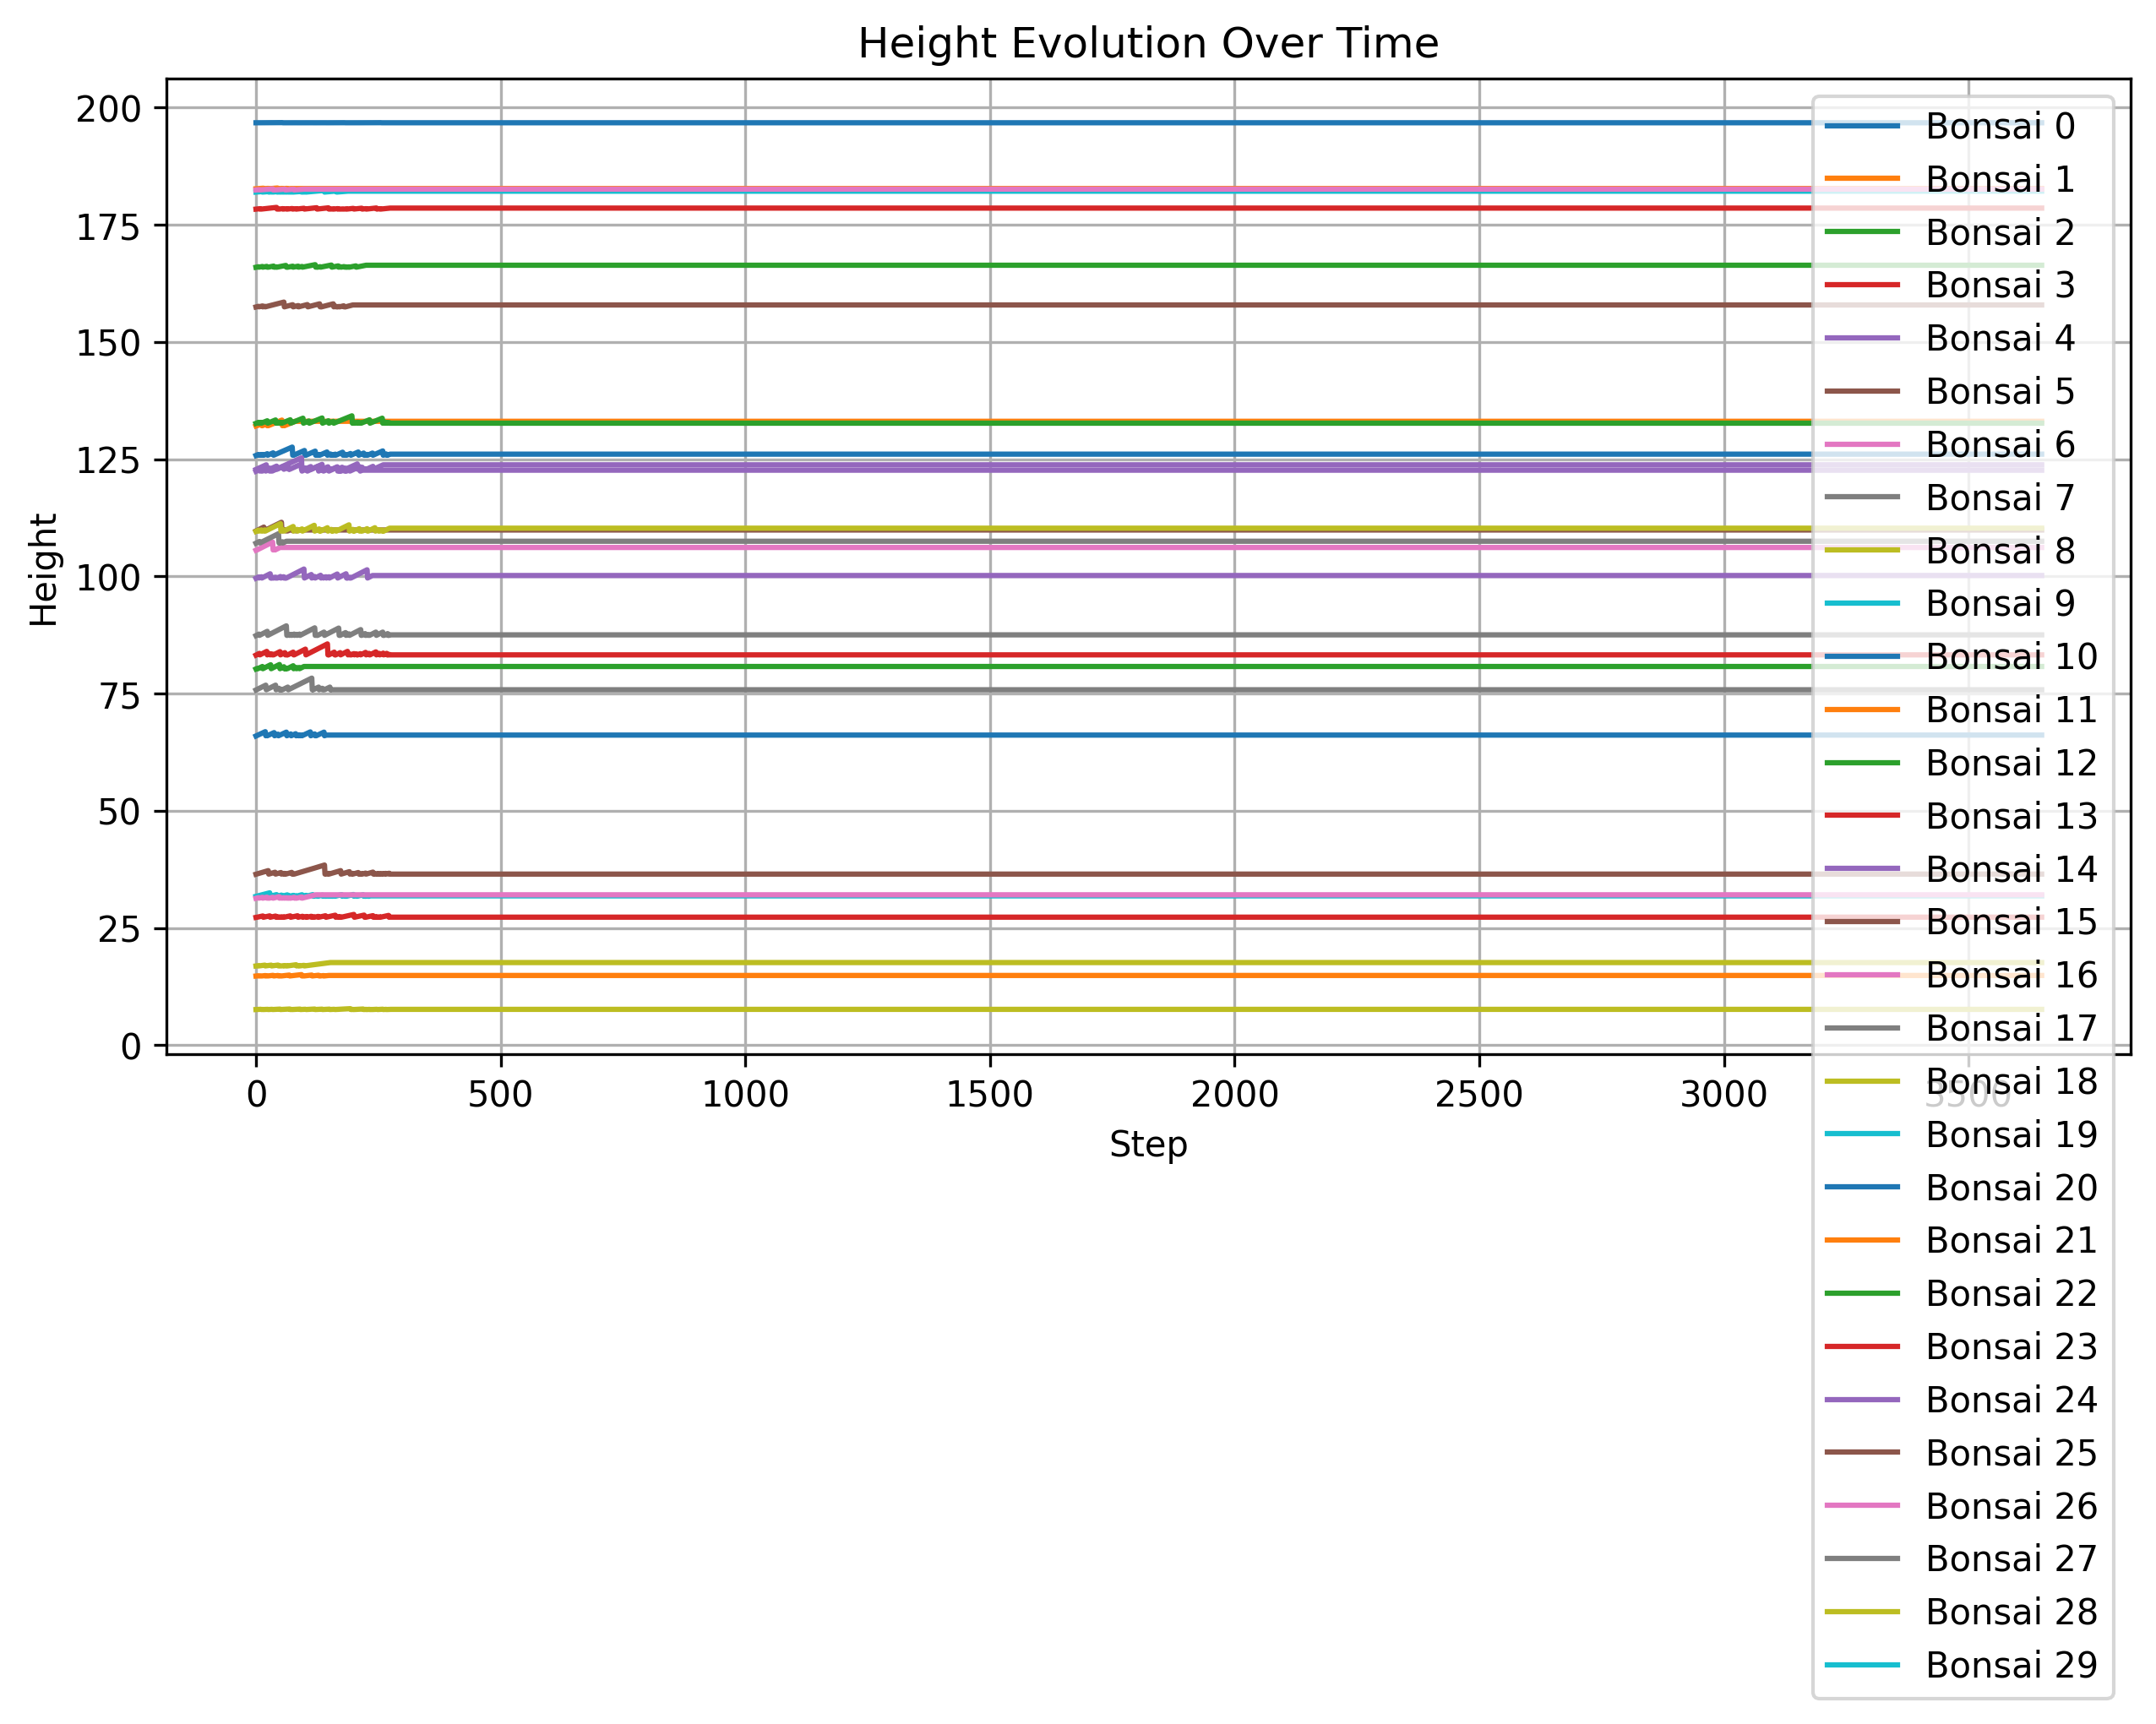 Height Evolution Over Time
Height
200
175
150
125
100
75
50
25
0
0 500 1000 1500 2000 2500 3000 3500
Step
Bonsai 0
Bonsai 1
Bonsai 2
Bonsai 3
Bonsai 4
Bonsai 5
Bonsai 6
Bonsai 7
Bonsai 8
Bonsai 9
Bonsai 10
Bonsai 11
Bonsai 12
Bonsai 13
Bonsai 14
Bonsai 15
Bonsai 16
Bonsai 17
Bonsai 18
Bonsai 19
Bonsai 20
Bonsai 21
Bonsai 22
Bonsai 23
Bonsai 24
Bonsai 25
Bonsai 26
Bonsai 27
Bonsai 28
Bonsai 29